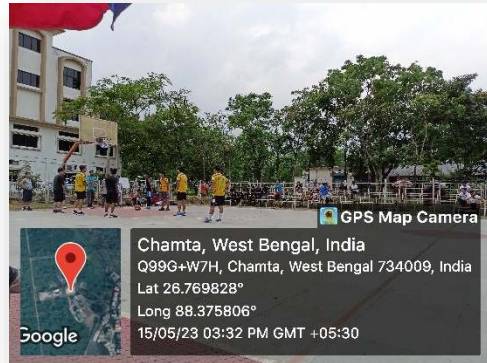 GPS Map Camera
Chamta, West Bengal, India
Q99G+W7H, Chamta, West Bengal 734009, India
Lat 26.769828°
Long 88.375806°
15/05/23 03:32 PM GMT +05:30
Google